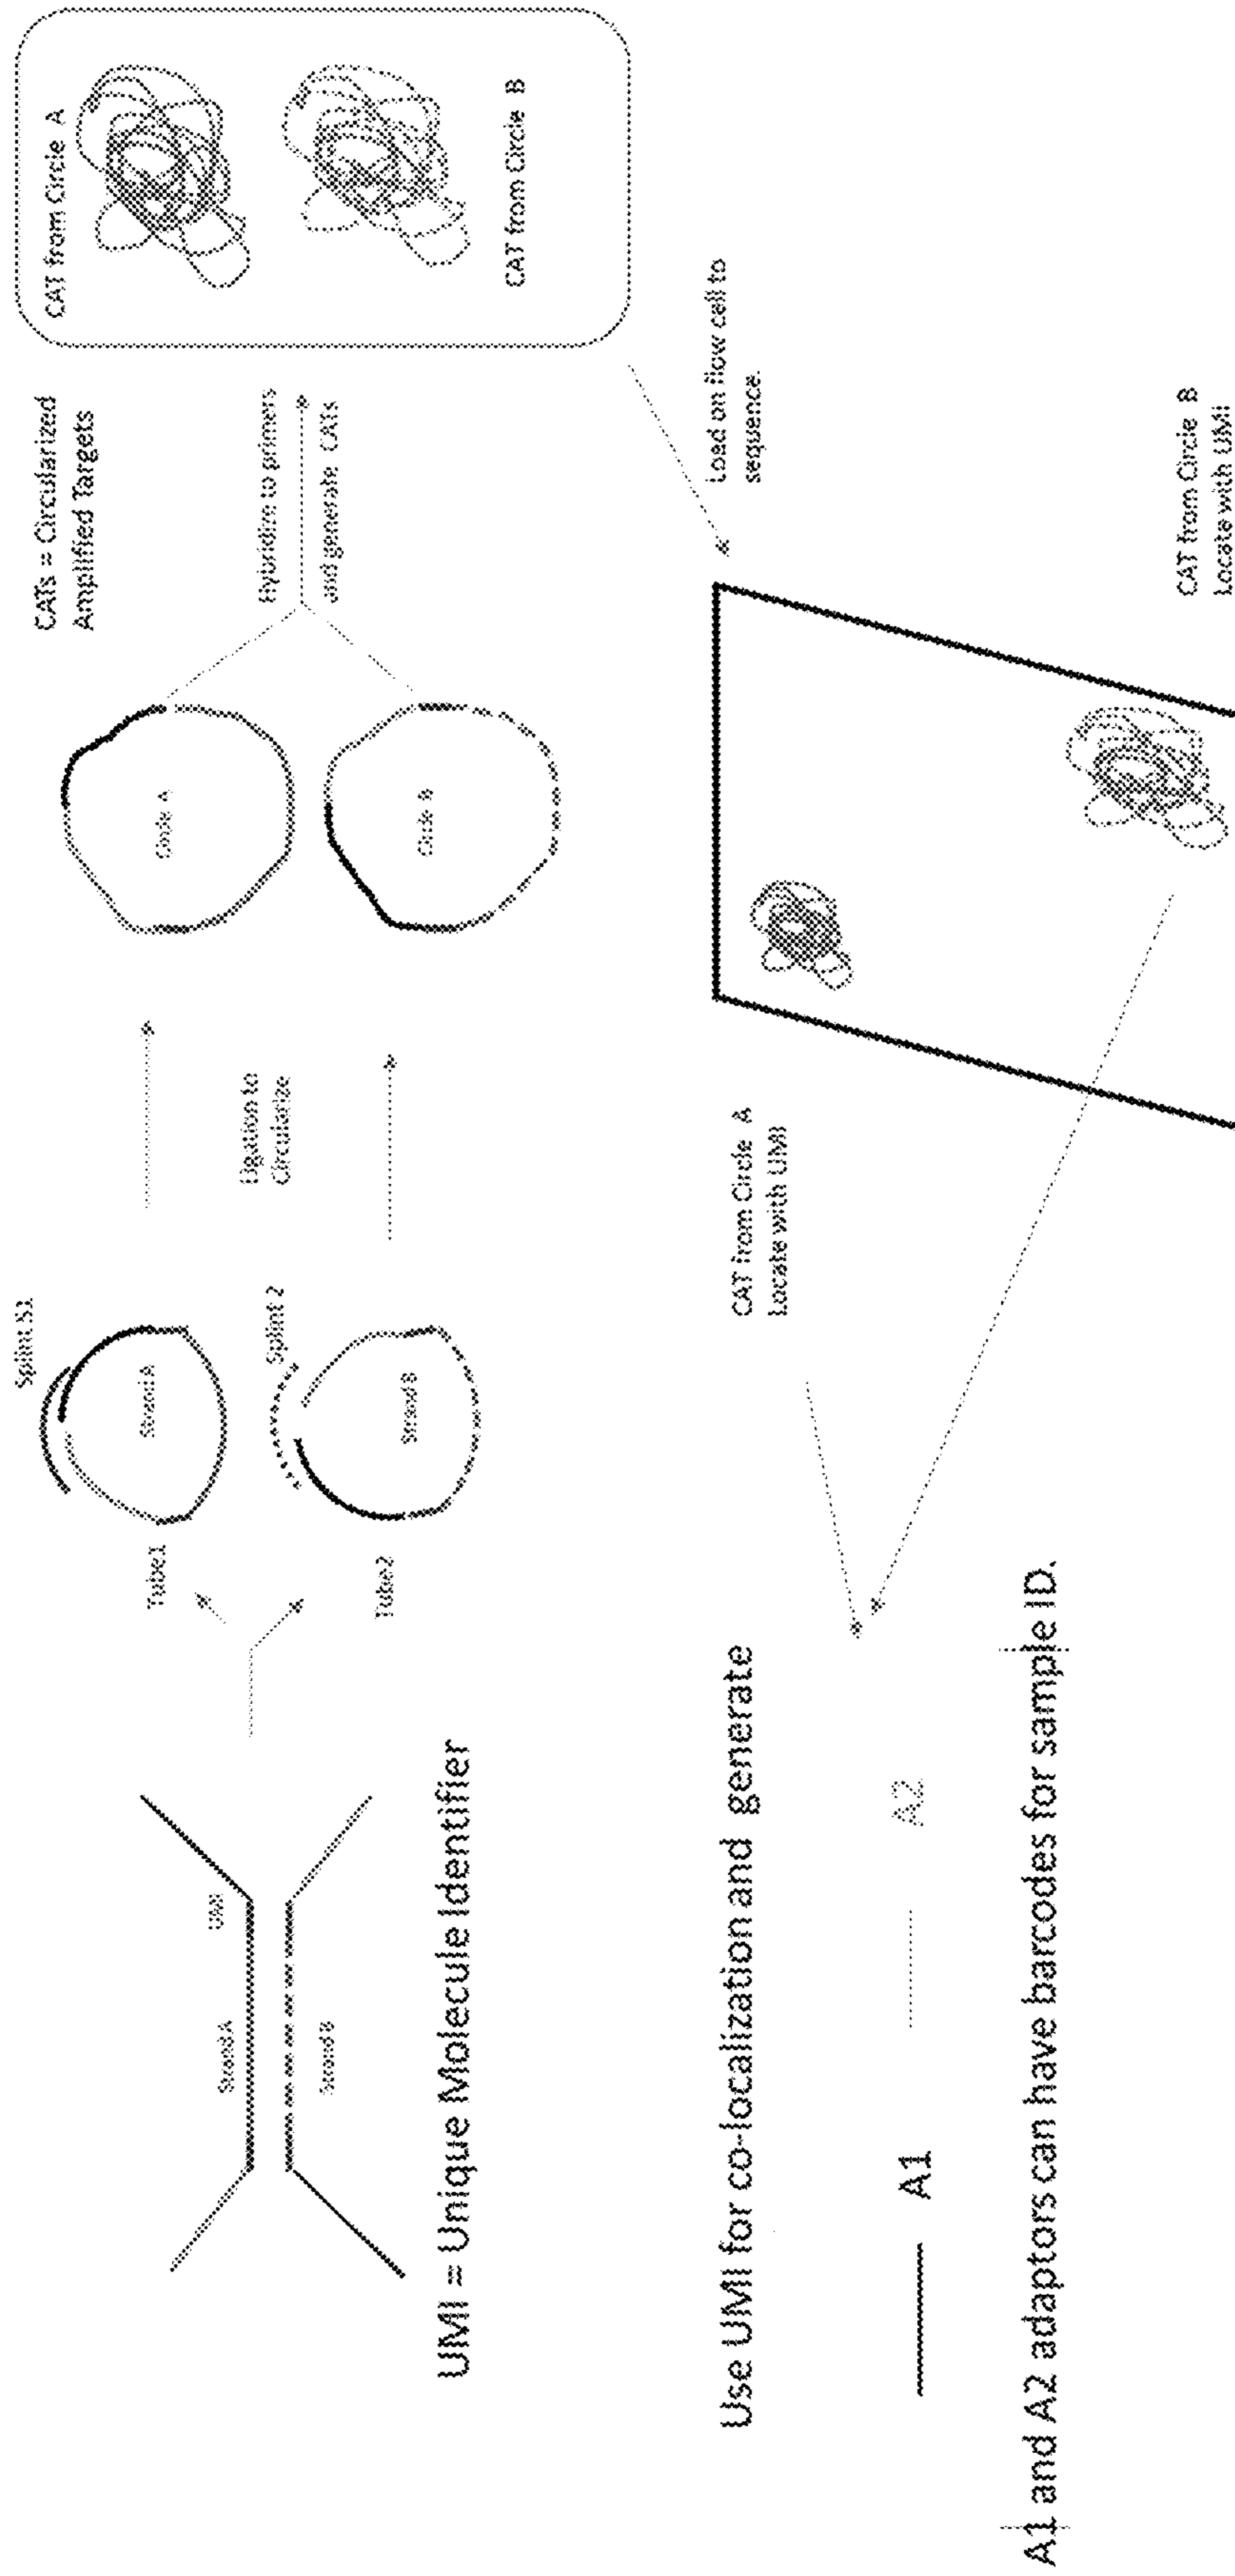 Strand A
UMI
Strand B
UMI = Unique Molecule Identifier
Tube1
Splint S1
Strand A
Tube2
Splint 2
Strand B
Ligation to
Circularize
Circle A
Circle B
CATs = Circularized
Amplified Targets
Hybridize to primers
and generate CATs
CAT from Circle A
CAT from Circle B
Load on flow cell to
sequence.
CAT from Circle A
Locate with UMI
CAT from Circle B
Locate with UMI
Use UMI for co-localization and generate
A1
A2
A1 and A2 adaptors can have barcodes for sample ID.